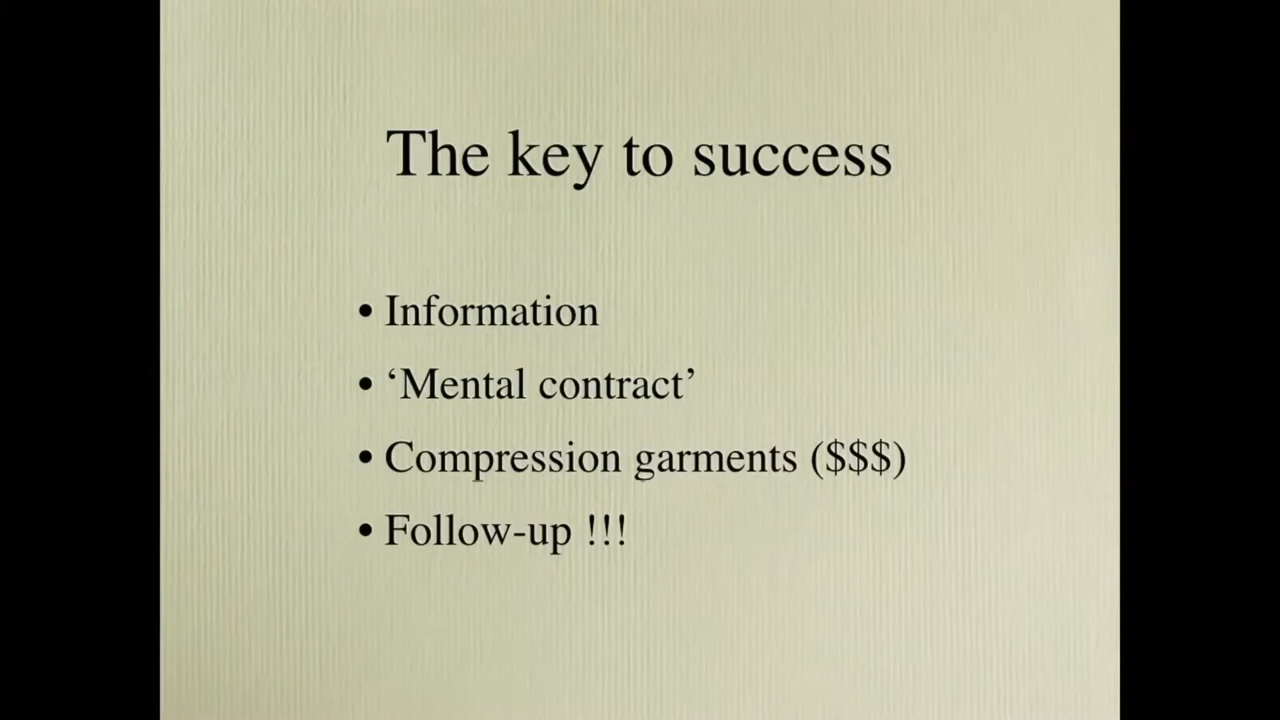 The key to success
• Information
• ‘Mental contract’
• Compression garments ($$$)
• Follow-up !!!